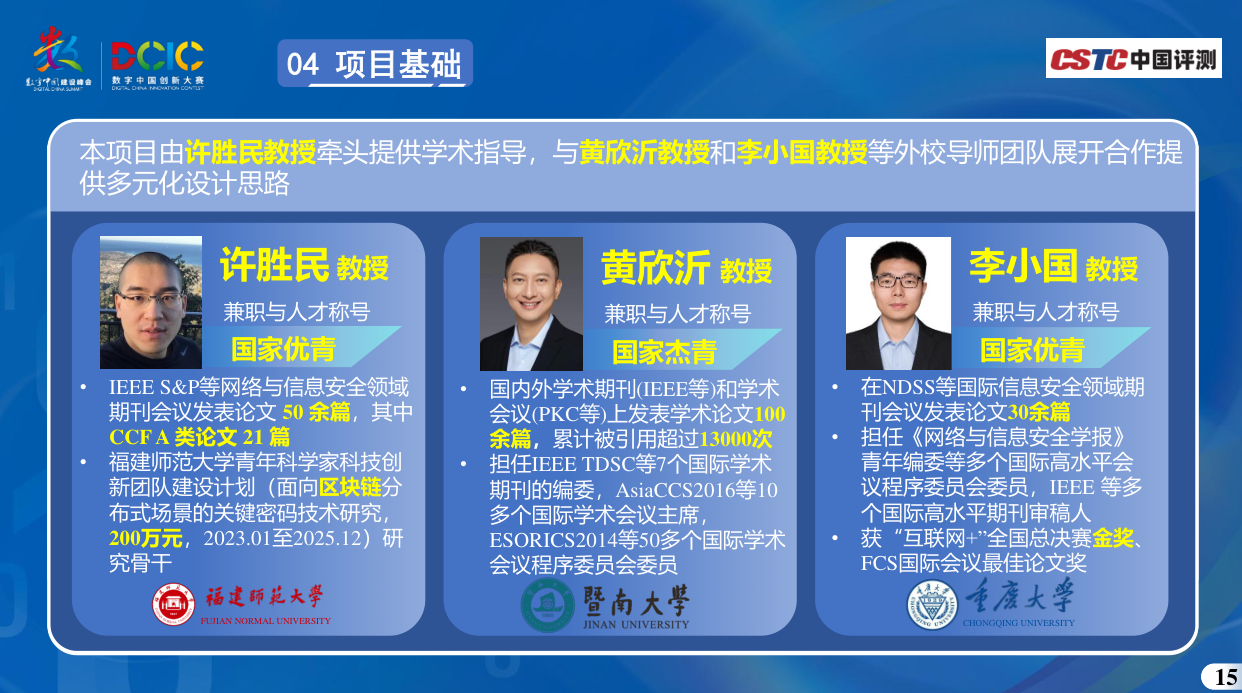 数字中国建设峰会
DIGITAL CHINA SUMMIT
DCIC
数字中国创新大赛
DIGITAL CHINA INNOVATION CONTEST
04 项目基础
CSTC中国评测
本项目由许胜民教授牵头提供学术指导，与黄欣沂教授和李小国教授等外校导师团队展开合作提
供多元化设计思路
许胜民 教授
兼职与人才称号
国家优青
• IEEE S&P等网络与信息安全领域
期刊会议发表论文 50 余篇，其中
CCF A 类论文 21 篇
• 福建师范大学青年科学家科技创
新团队建设计划（面向区块链分
布式场景的关键密码技术研究，
200万元，2023.01至2025.12）研
究骨干
福建师范大学
FUJIAN NORMAL UNIVERSITY
黄欣沂 教授
兼职与人才称号
国家杰青
• 国内外学术期刊(IEEE等)和学术
会议(PKC等)上发表学术论文100
余篇，累计被引用超过13000次
• 担任IEEE TDSC等7个国际学术
期刊的编委，AsiaCCS2016等10
多个国际学术会议主席，
ESORICS2014等50多个国际学术
会议程序委员会委员
暨南大学
JINAN UNIVERSITY
李小国 教授
兼职与人才称号
国家优青
• 在NDSS等国际信息安全领域期
刊会议发表论文30余篇
• 担任《网络与信息安全学报》
青年编委等多个国际高水平会
议程序委员会委员，IEEE 等多
个国际高水平期刊审稿人
• 获“互联网+”全国总决赛金奖、
FCS国际会议最佳论文奖
重庆大学
CHONGQING UNIVERSITY
15